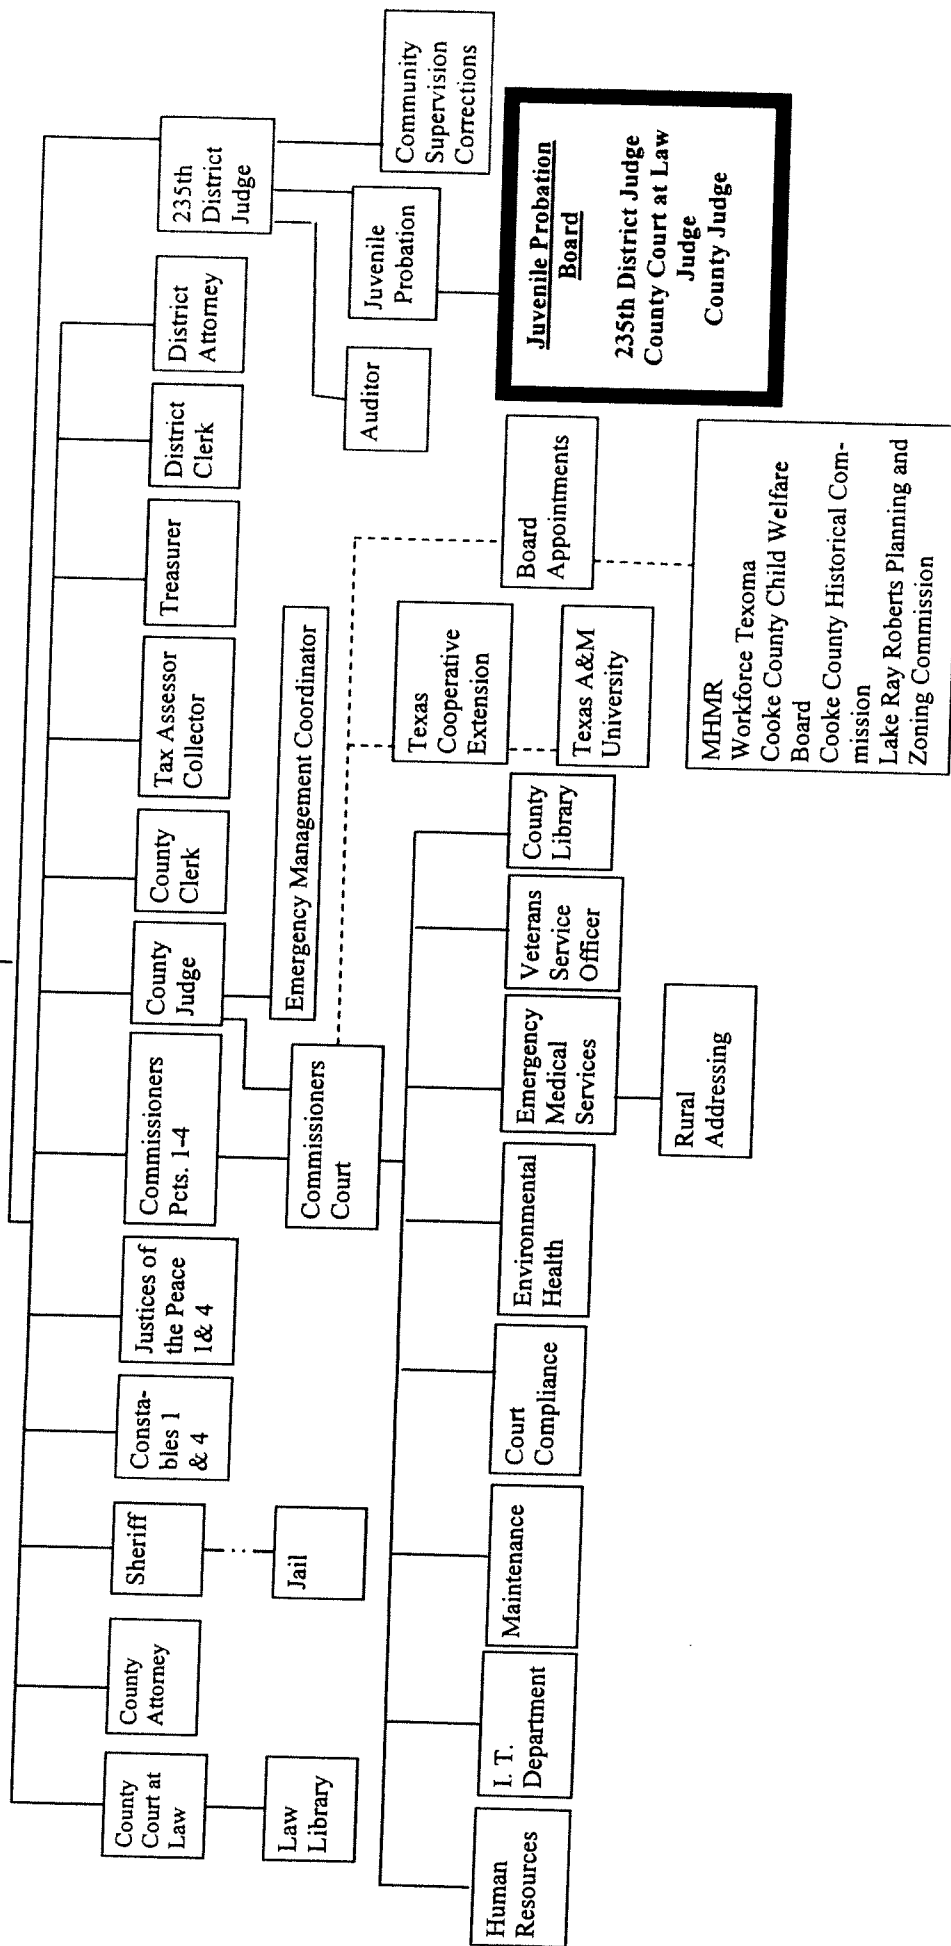 County
Court at
Law
County
Attorney
Sheriff
Consta-
bles 1
& 4
Justices of
the Peace
1& 4
Commissioners
Pcts. 1-4
County
Judge
County
Clerk
Tax Assessor
Collector
Treasurer
District
Clerk
District
Attorney
235th
District
Judge
Law
Library
Jail
Commissioners
Court
Emergency Management Coordinator
Auditor
Juvenile
Probation
Community
Supervision
Corrections
Human
Resources
I. T.
Department
Maintenance
Court
Compliance
Environmental
Health
Emergency
Medical
Services
Veterans
Service
Officer
County
Library
Rural
Addressing
Texas
Cooperative
Extension
Texas A&M
University
Board
Appointments
MHMR
Workforce Texoma
Cooke County Child Welfare
Board
Cooke County Historical Com-
mission
Lake Ray Roberts Planning and
Zoning Commission
Juvenile Probation
Board
235th District Judge
County Court at Law
Judge
County Judge